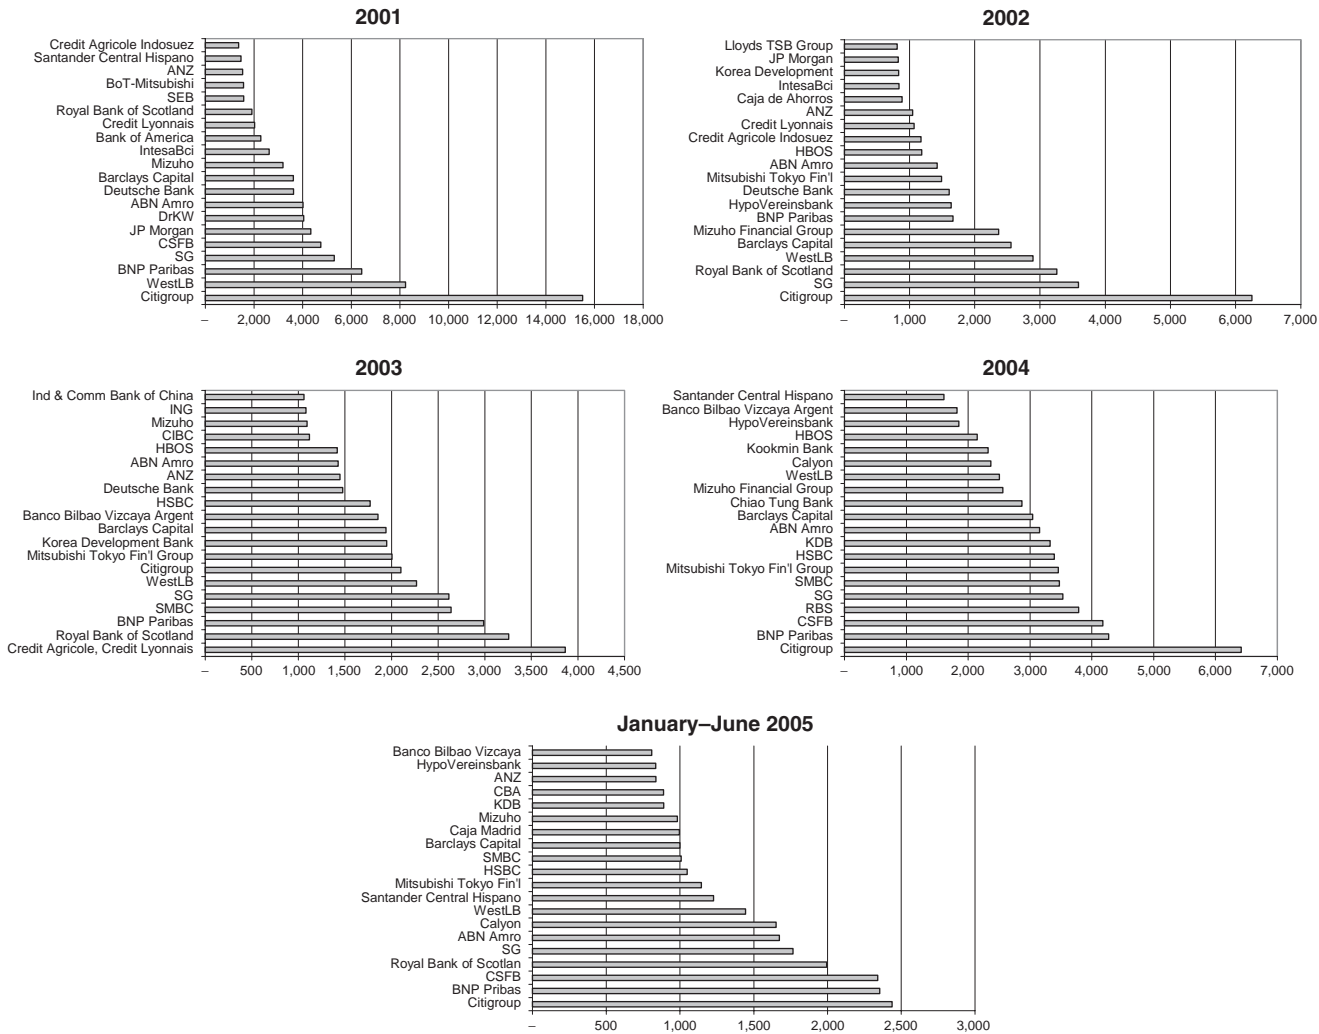 2001
Credit Agricole Indosuez
Santander Central Hispano
ANZ
BoT-Mitsubishi
SEB
Royal Bank of Scotland
Credit Lyonnais
Bank of America
IntesaBci
Mizuho
Barclays Capital
Deutsche Bank
ABN Amro
DrKW
JP Morgan
CSFB
SG
BNP Paribas
WestLB
Citigroup
– 2,000 4,000 6,000 8,000 10,000 12,000 14,000 16,000 18,000
2002
Lloyds TSB Group
JP Morgan
Korea Development
IntesaBci
Caja de Ahorros
ANZ
Credit Lyonnais
Credit Agricole Indosuez
HBOS
ABN Amro
Mitsubishi Tokyo Fin'l
Deutsche Bank
HypoVereinsbank
BNP Paribas
Mizuho Financial Group
Barclays Capital
WestLB
Royal Bank of Scotland
SG
Citigroup
– 1,000 2,000 3,000 4,000 5,000 6,000 7,000
2003
Ind & Comm Bank of China
ING
Mizuho
CIBC
HBOS
ABN Amro
ANZ
Deutsche Bank
HSBC
Banco Bilbao Vizcaya Argent
Barclays Capital
Korea Development Bank
Mitsubishi Tokyo Fin'l Group
Citigroup
WestLB
SG
SMBC
BNP Paribas
Royal Bank of Scotland
Credit Agricole, Credit Lyonnais
– 500 1,000 1,500 2,000 2,500 3,000 3,500 4,000 4,500
2004
Santander Central Hispano
Banco Bilbao Vizcaya Argent
HypoVereinsbank
HBOS
Kookmin Bank
Calyon
WestLB
Mizuho Financial Group
Chiao Tung Bank
Barclays Capital
ABN Amro
KDB
HSBC
Mitsubishi Tokyo Fin'l Group
SMBC
SG
RBS
CSFB
BNP Paribas
Citigroup
– 1,000 2,000 3,000 4,000 5,000 6,000 7,000
January–June 2005
Banco Bilbao Vizcaya
HypoVereinsbank
ANZ
CBA
KDB
Mizuho
Caja Madrid
Barclays Capital
SMBC
HSBC
Mitsubishi Tokyo Fin'l
Santander Central Hispano
WestLB
Calyon
ABN Amro
SG
Royal Bank of Scotlan
CSFB
BNP Pribas
Citigroup
– 500 1,000 1,500 2,000 2,500 3,000